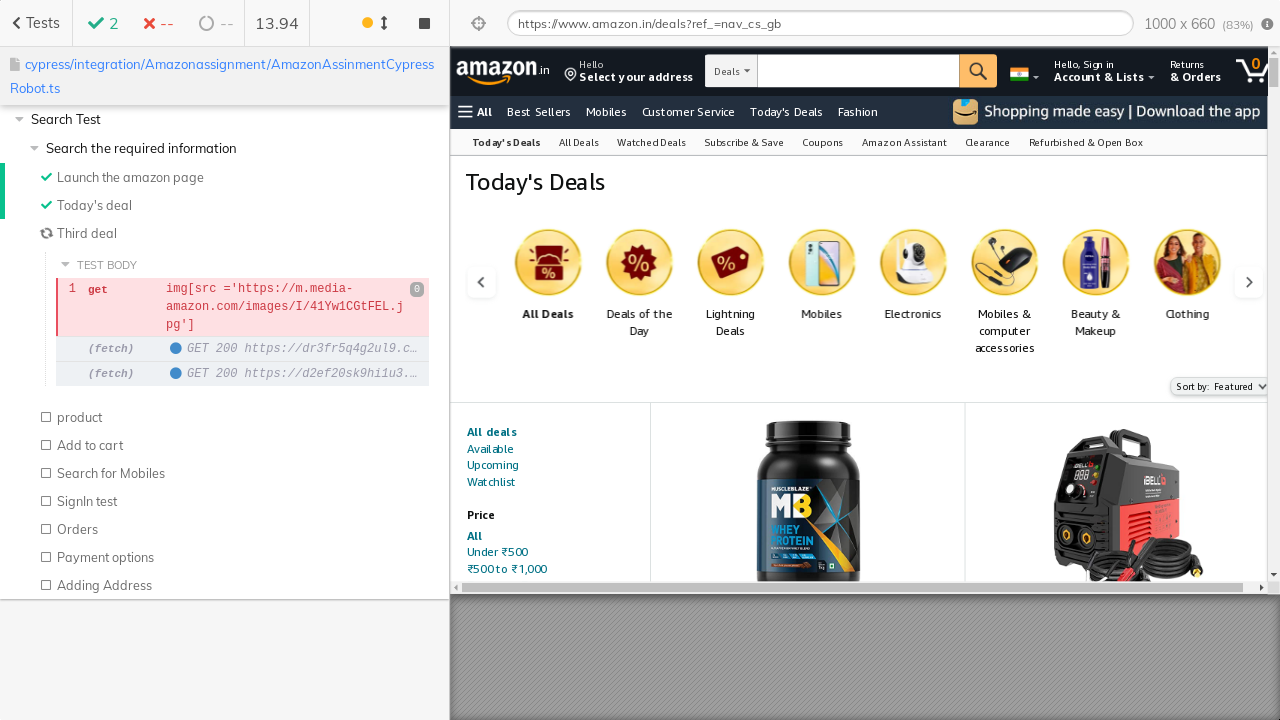 Tests
2
--
--
13.94
https://www.amazon.in/deals?ref_=nav_cs_gb
1000 x 660 (83%)
cypress/integration/Amazonassignment/AmazonAssinmentCypress
Robot.ts
Search Test
Search the required information
Launch the amazon page
Today's deal
Third deal
TEST BODY
1 get img[src ='https://m.media-
amazon.com/images/I/41Yw1CGtFEL.j
pg']
0
(fetch) GET 200 https://dr3fr5q4g2ul9.c…
(fetch) GET 200 https://d2ef20sk9hi1u3.…
product
Add to cart
Search for Mobiles
SignIn test
Orders
Payment options
Adding Address
amazon.in
Hello
Select your address
Deals
Hello, Sign in
Account & Lists
Returns
& Orders
0
All Best Sellers Mobiles Customer Service Today's Deals Fashion
Shopping made easy | Download the app
Today's Deals All Deals Watched Deals Subscribe & Save Coupons Amazon Assistant Clearance Refurbished & Open Box
Today's Deals
All Deals
Deals of the
Day
Lightning
Deals
Mobiles
Electronics
Mobiles &
computer
accessories
Beauty &
Makeup
Clothing
Sort by: Featured
All deals
Available
Upcoming
Watchlist
Price
All
Under ₹500
₹500 to ₹1,000
MUSCLEBLAZE
MB
WHEY
PROTEIN
iBELL